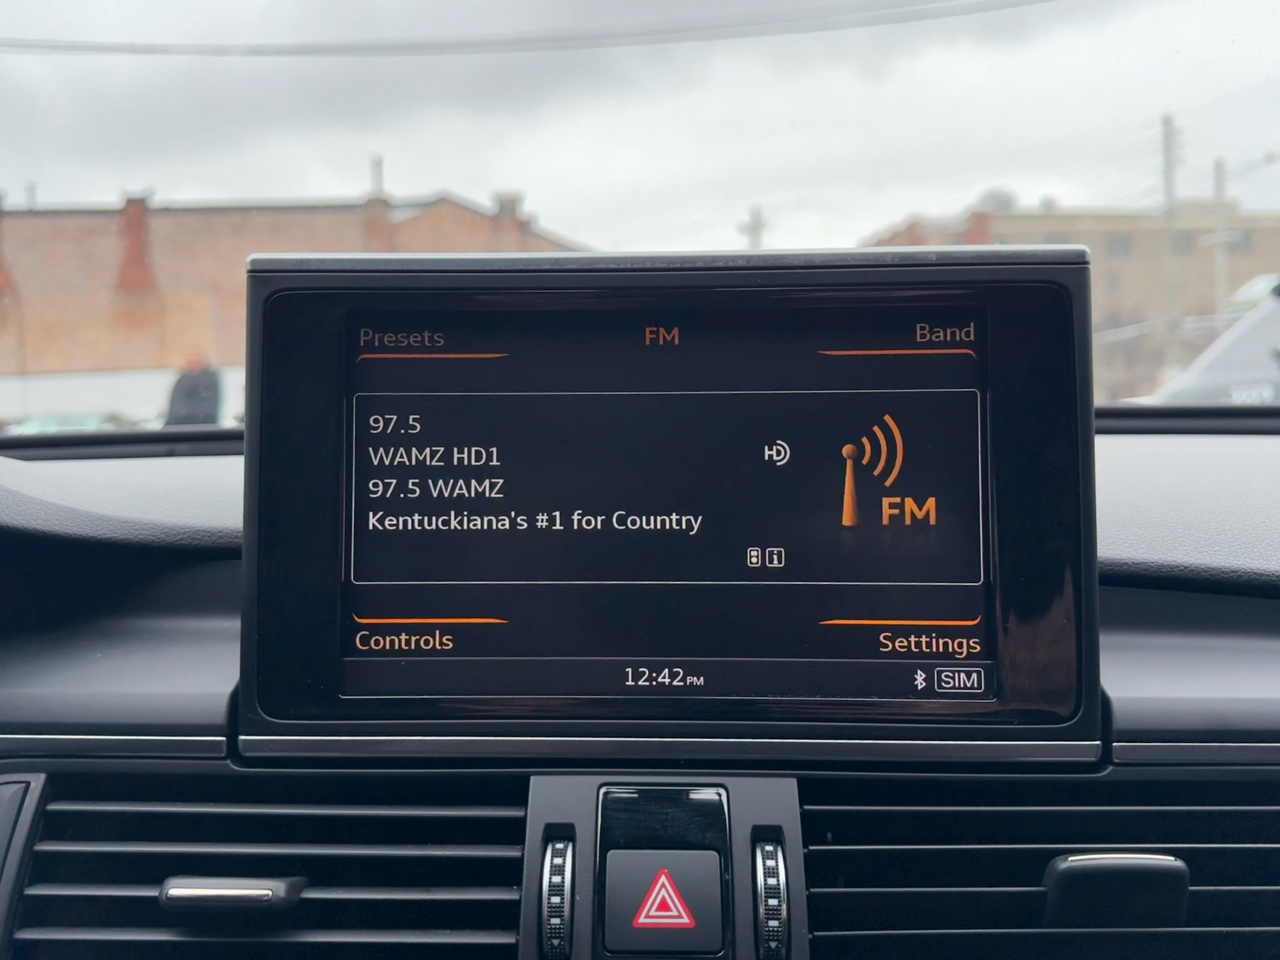 Presets FM Band
97.5
WAMZ HD1
97.5 WAMZ
Kentuckiana's #1 for Country
HD
FM
i
Controls Settings
12:42PM SIM